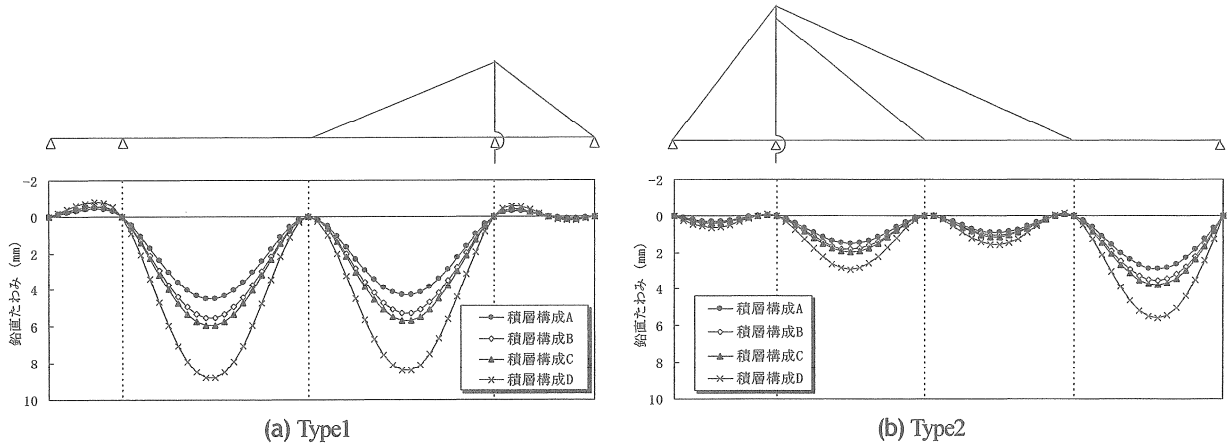 -2
0
2
4
6
8
10
鉛直たわみ (mm)
積層構成A
積層構成B
積層構成C
積層構成D
(a) Type1
-2
0
2
4
6
8
10
鉛直たわみ (mm)
積層構成A
積層構成B
積層構成C
積層構成D
(b) Type2